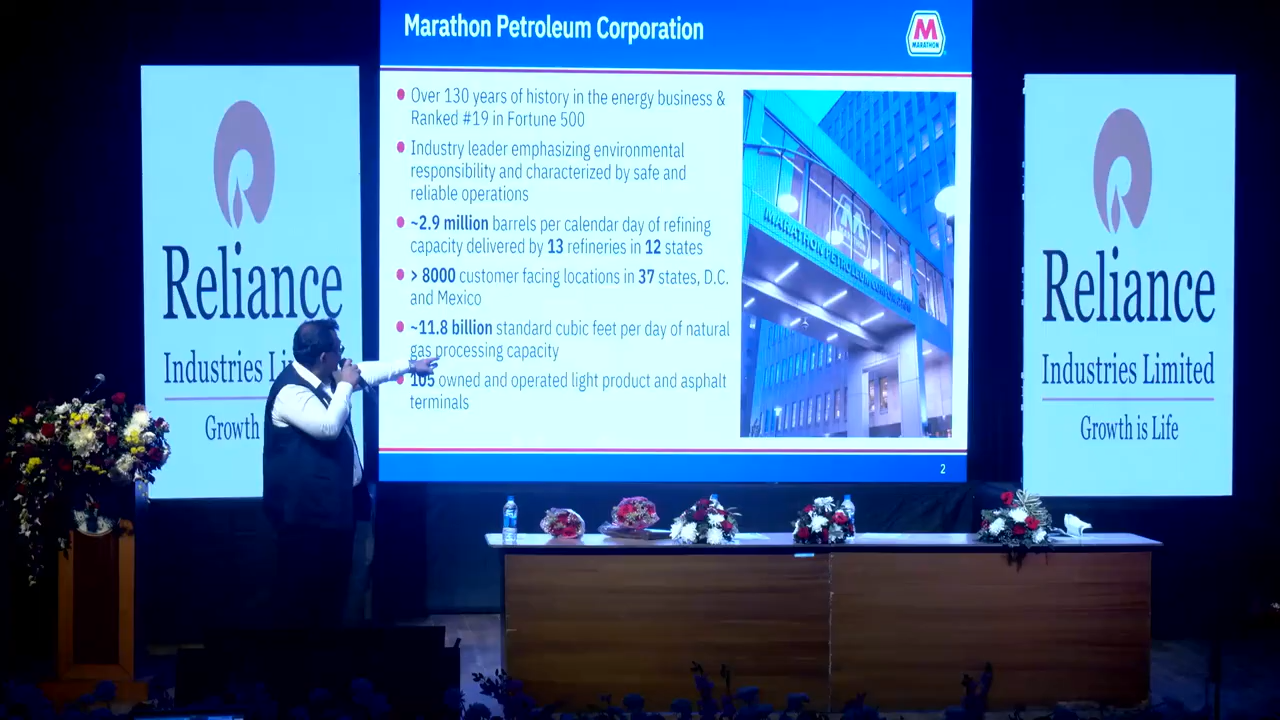 Marathon Petroleum Corporation
M
MARATHON
Over 130 years of history in the energy business &
Ranked #19 in Fortune 500
Industry leader emphasizing environmental
responsibility and characterized by safe and
reliable operations
~2.9 million barrels per calendar day of refining
capacity delivered by 13 refineries in 12 states
> 8000 customer facing locations in 37 states, D.C.
and Mexico
~11.8 billion standard cubic feet per day of natural
gas processing capacity
105 owned and operated light product and asphalt
terminals
MARATHON PETROLEUM CORPORATION
2
Reliance
Industries Li
Growth
Reliance
Industries Limited
Growth is Life